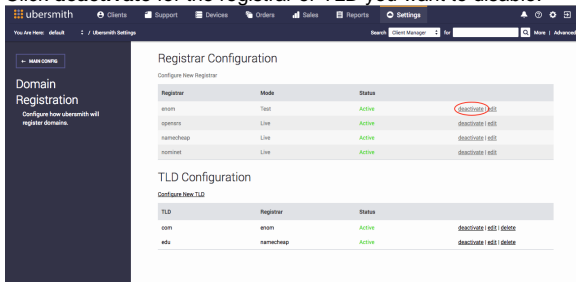 Click deactivate for the registrar or TLD you want to disable.
ubersmith Clients Support Devices Orders Sales Reports Settings
You Are Here: default / Ubersmith Settings Search Client Manager for More | Advanced
← MAIN CONFIG
Registrar Configuration
Configure New Registrar
Domain
Registration
Configure how ubersmith will
register domains.
Registrar Mode Status
enom Test Active deactivate | edit
opensrs Live Active deactivate | edit
namecheap Live Active deactivate | edit
nominet Live Active deactivate | edit
TLD Configuration
Configure New TLD
TLD Registrar Status
com enom Active deactivate | edit | delete
edu namecheap Active deactivate | edit | delete